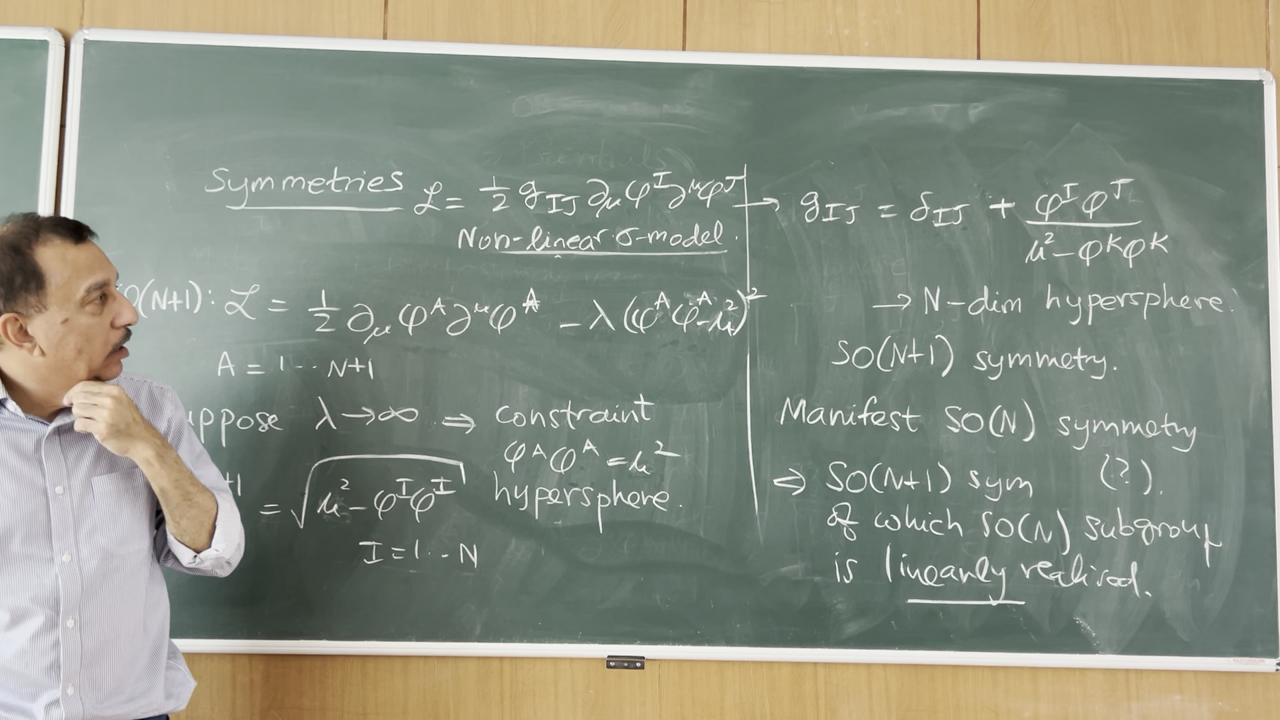 Symmetries ℒ = 1/2 g_IJ ∂_μ φ^I ∂^μ φ^J
Non-linear σ-model.
O(N+1): ℒ = 1/2 ∂_μ φ^A ∂^μ φ^A - λ(φ^A φ^A - μ²)²
A = 1 ··· N+1
ppose λ → ∞ ⇒ constraint
φ^A φ^A = μ²
hypersphere.
+1 = √(μ² - φ^I φ^I)
I = 1 ·· N
→ g_IJ = δ_IJ + φ^I φ^J / (μ² - φ^K φ^K)
→ N-dim hypersphere.
SO(N+1) symmetry.
Manifest SO(N) symmetry
⇒ SO(N+1) sym (?).
of which SO(N) subgroup
is linearly realised.